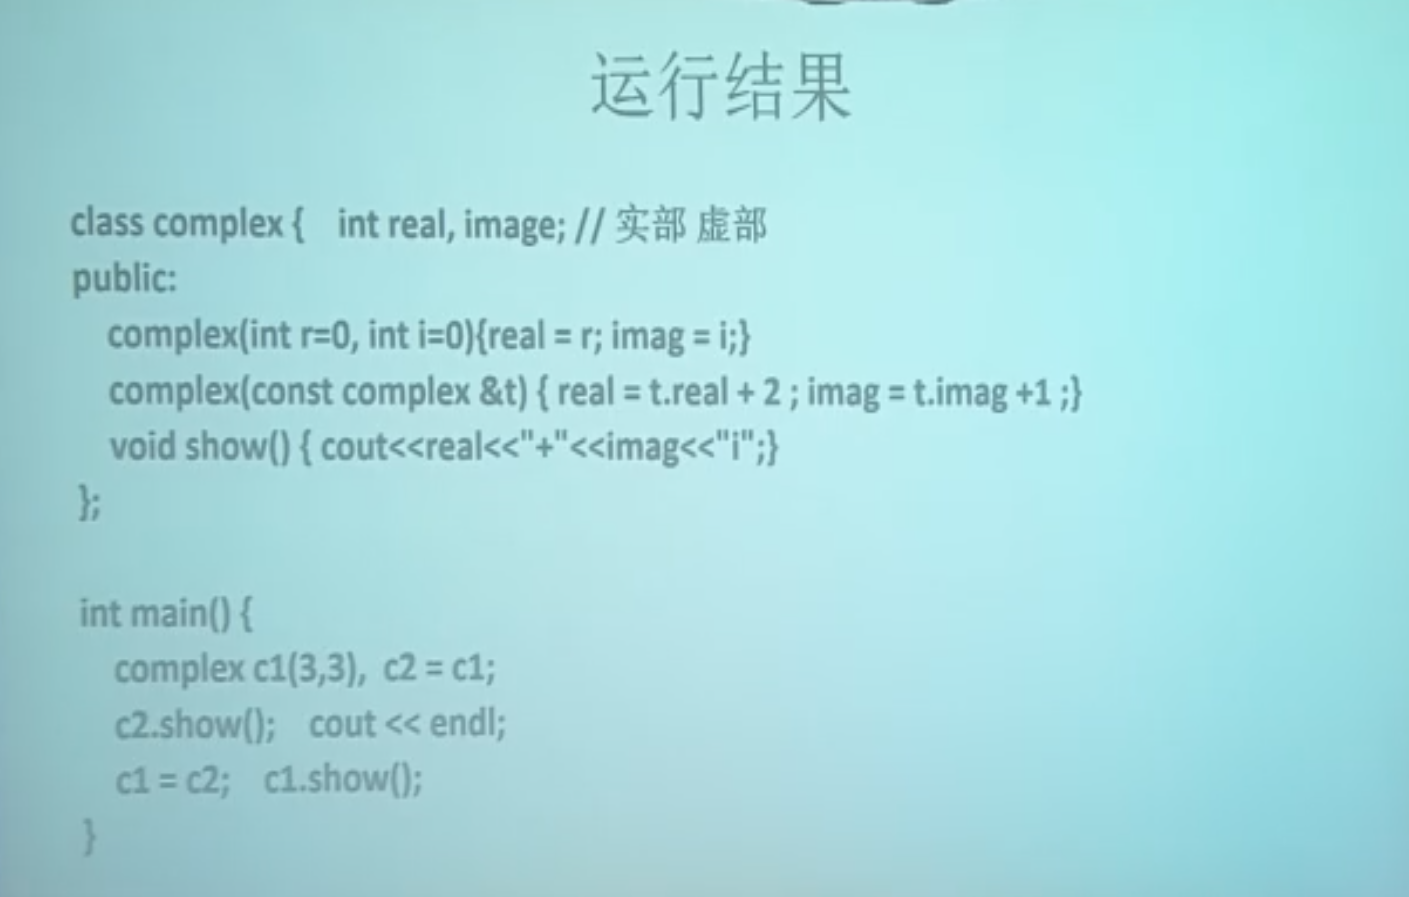 运行结果
class complex {    int real, image; // 实部 虚部
public:
complex(int r=0, int i=0){real = r; imag = i;}
complex(const complex &t) { real = t.real + 2 ; imag = t.imag +1 ;}
void show() { cout<<real<<"+"<<imag<<"i";}
};
int main() {
complex c1(3,3),  c2 = c1;
c2.show();    cout << endl;
c1 = c2;    c1.show();
}